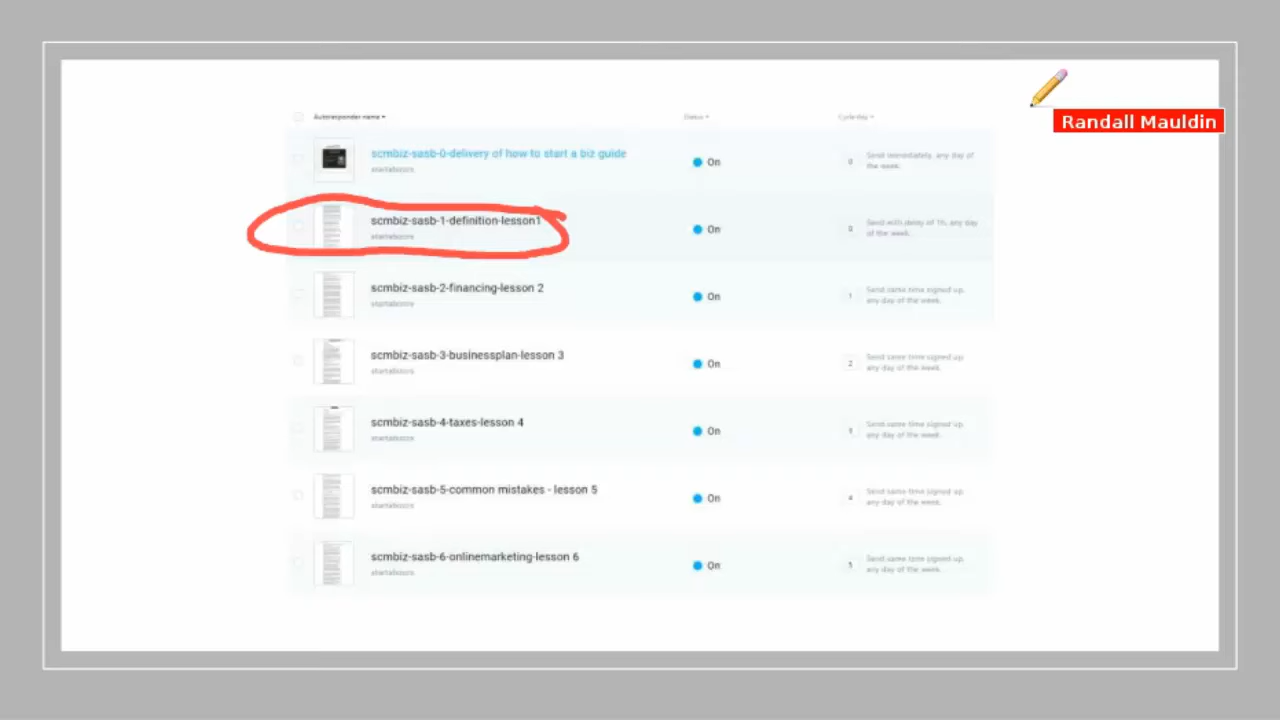 Randall Mauldin
Autoresponder name Status Cycle day
scmbiz-sasb-0-delivery of how to start a biz guide
startabizcre
On
0
Send immediately, any day of
the week.
scmbiz-sasb-1-definition-lesson1
startabizcre
On
0
Send with delay of 1h, any day
of the week.
scmbiz-sasb-2-financing-lesson 2
startabizcre
On
1
Send same time signed up,
any day of the week.
scmbiz-sasb-3-businessplan-lesson 3
startabizcre
On
2
Send same time signed up,
any day of the week.
scmbiz-sasb-4-taxes-lesson 4
startabizcre
On
Send same time signed up,
any day of the week.
scmbiz-sasb-5-common mistakes - lesson 5
startabizcre
On
4
Send same time signed up,
any day of the week.
scmbiz-sasb-6-onlinemarketing-lesson 6
startabizcre
On
5
Send same time signed up,
any day of the week.